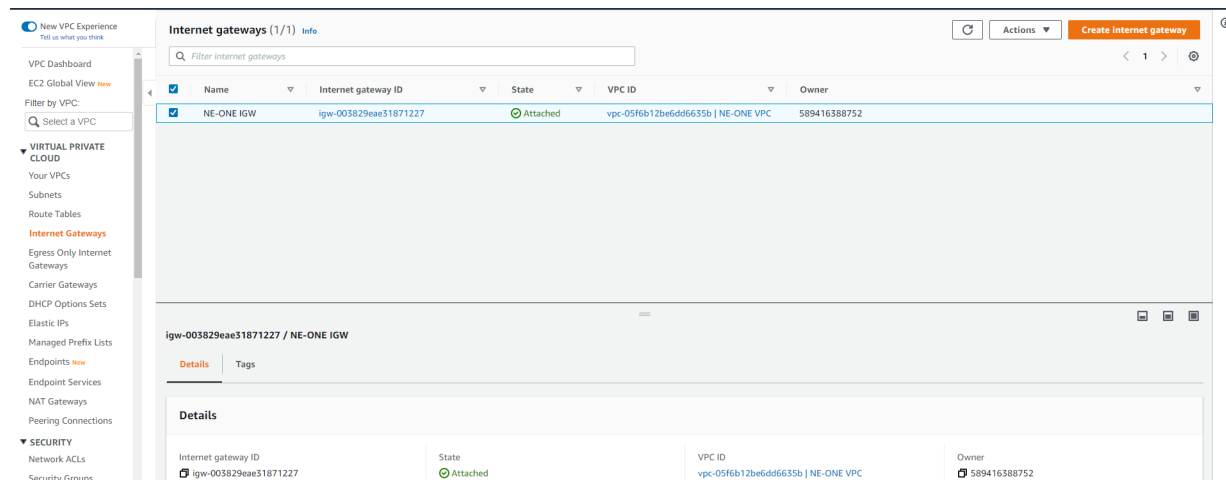 New VPC Experience
Tell us what you think
VPC Dashboard
EC2 Global View New
Filter by VPC:
Select a VPC
VIRTUAL PRIVATE
CLOUD
Your VPCs
Subnets
Route Tables
Internet Gateways
Egress Only Internet
Gateways
Carrier Gateways
DHCP Options Sets
Elastic IPs
Managed Prefix Lists
Endpoints New
Endpoint Services
NAT Gateways
Peering Connections
SECURITY
Network ACLs
Security Groups
Internet gateways (1/1) Info
Actions
Create internet gateway
Filter internet gateways
1
Name Internet gateway ID State VPC ID Owner
NE-ONE IGW igw-003829eae31871227 Attached vpc-05f6b12be6dd6635b | NE-ONE VPC 589416388752
igw-003829eae31871227 / NE-ONE IGW
Details Tags
Details
Internet gateway ID State VPC ID Owner
igw-003829eae31871227 Attached vpc-05f6b12be6dd6635b | NE-ONE VPC 589416388752